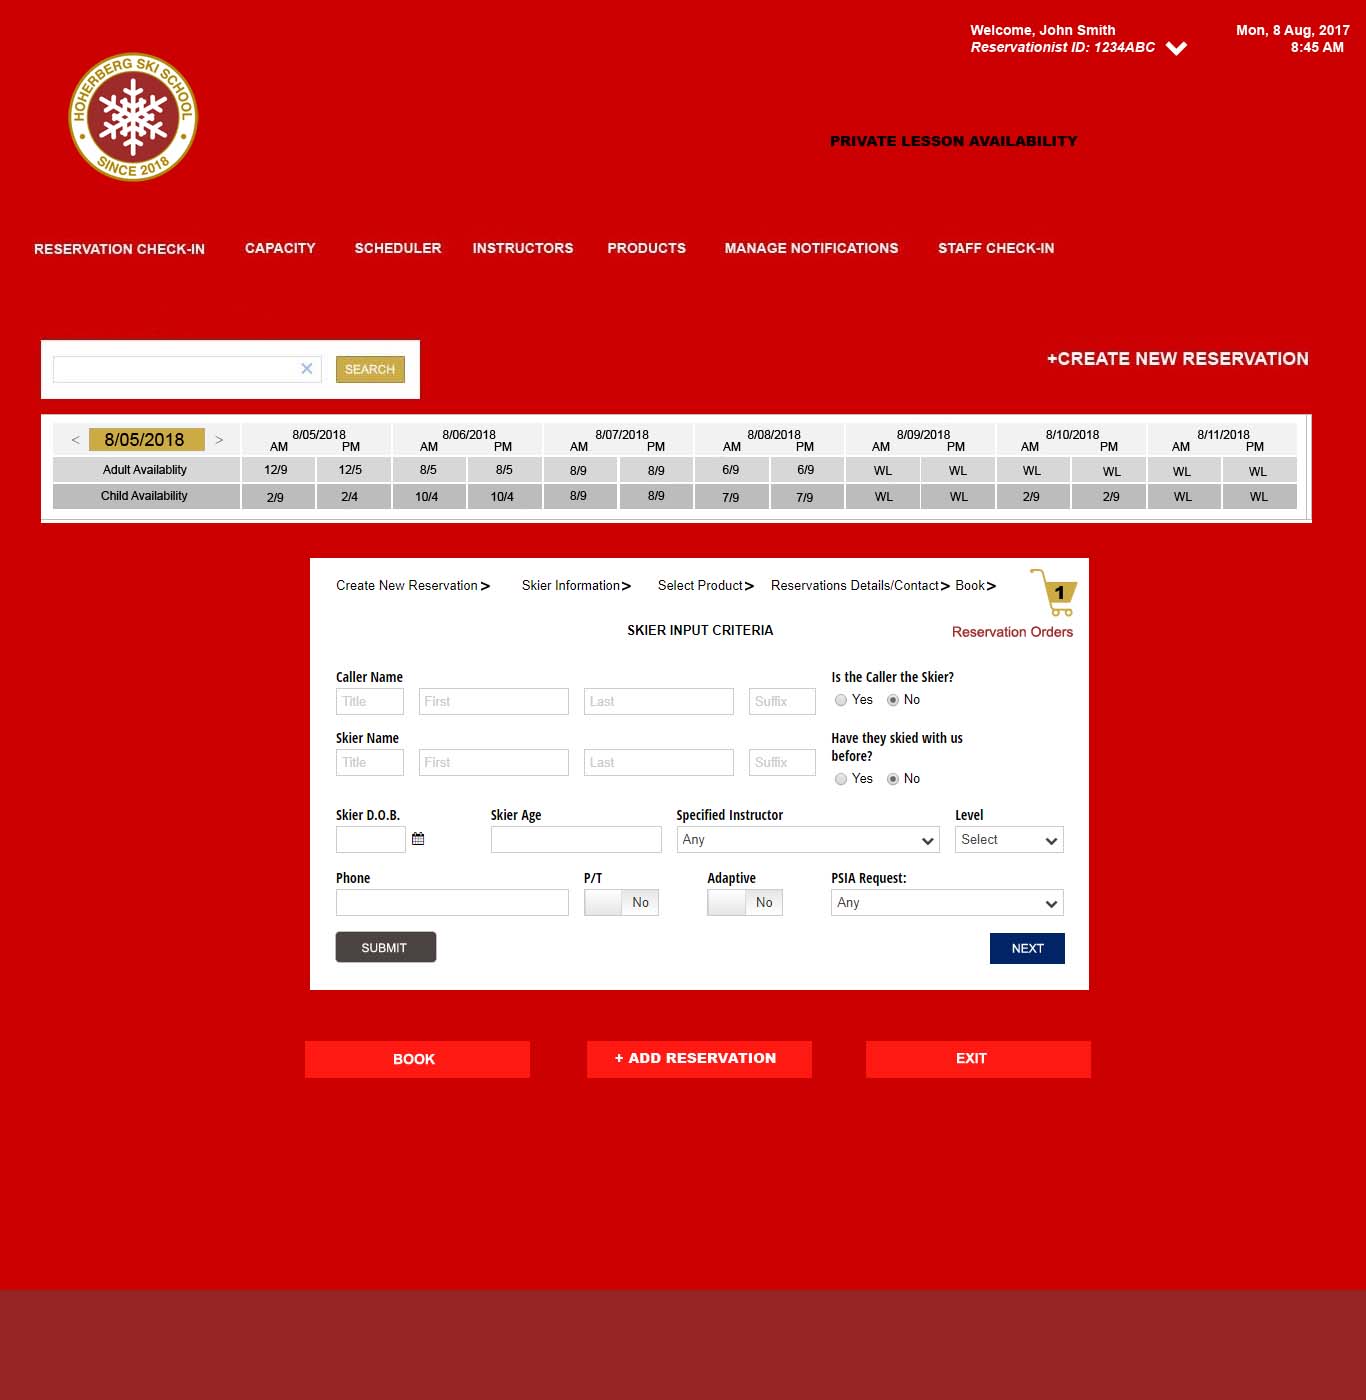 Welcome, John Smith
Mon, 8 Aug, 2017
Reservationist ID: 1234ABC
8:45 AM
HOHERBERG SKI SCHOOL
SINCE 2018
PRIVATE LESSON AVAILABILITY
RESERVATION CHECK-IN CAPACITY SCHEDULER INSTRUCTORS PRODUCTS MANAGE NOTIFICATIONS STAFF CHECK-IN
SEARCH
+CREATE NEW RESERVATION
< 8/05/2018 > 8/05/2018 8/06/2018 8/07/2018 8/08/2018 8/09/2018 8/10/2018 8/11/2018
AM PM AM PM AM PM AM PM AM PM AM PM AM PM
Adult Availablity 12/9 12/5 8/5 8/5 8/9 8/9 6/9 6/9 WL WL WL WL WL WL
Child Availability 2/9 2/4 10/4 10/4 8/9 8/9 7/9 7/9 WL WL 2/9 2/9 WL WL
Create New Reservation > Skier Information > Select Product > Reservations Details/Contact > Book >
1
SKIER INPUT CRITERIA
Reservation Orders
Caller Name
Is the Caller the Skier?
Title First Last Suffix
Yes No
Skier Name
Have they skied with us
before?
Title First Last Suffix
Yes No
Skier D.O.B. Skier Age Specified Instructor Level
Any Select
Phone P/T Adaptive PSIA Request:
No No Any
SUBMIT NEXT
BOOK + ADD RESERVATION EXIT